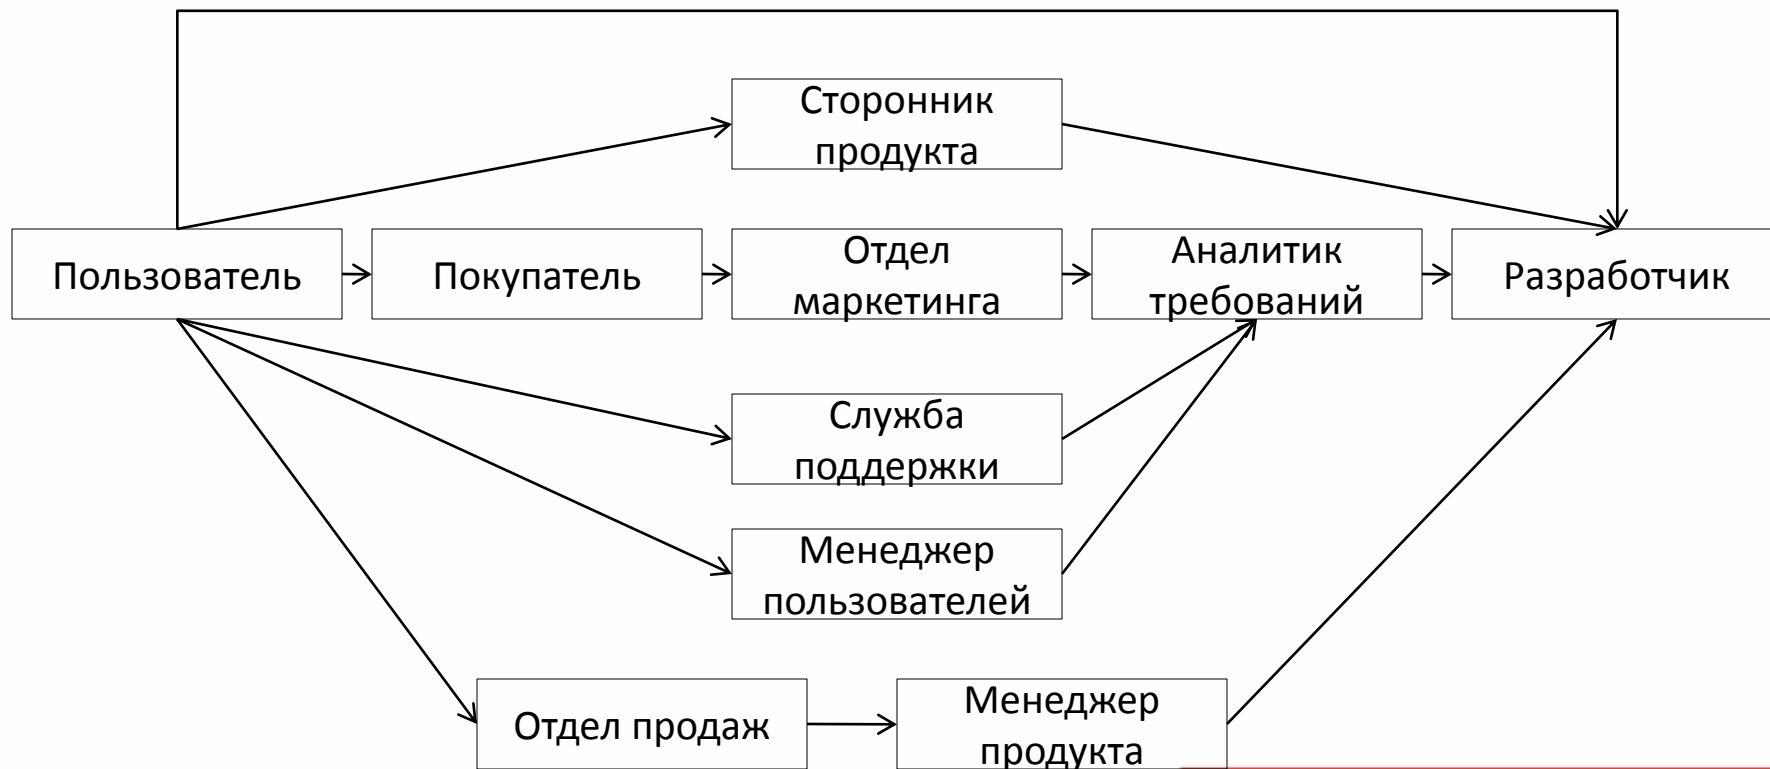 Сторонник
продукта
Пользователь
Покупатель
Отдел
маркетинга
Аналитик
требований
Разработчик
Служба
поддержки
Менеджер
пользователей
Отдел продаж
Менеджер
продукта